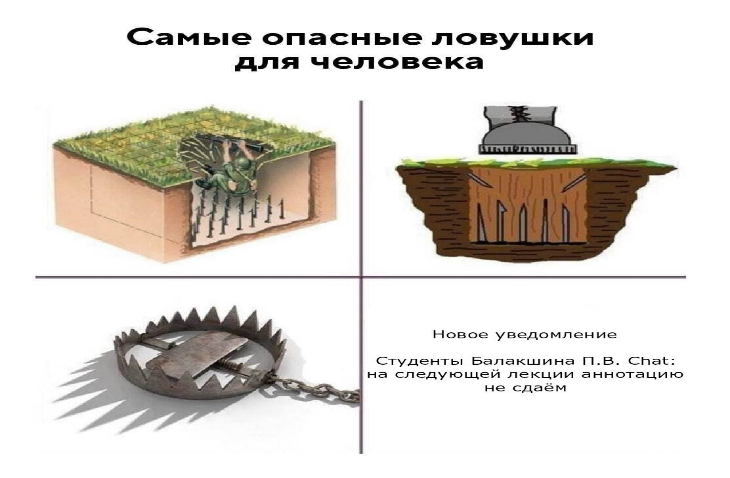 Самые опасные ловушки
для человека
Новое уведомление
Студенты Балакшина П.В. Chat:
на следующей лекции аннотацию
не сдаём